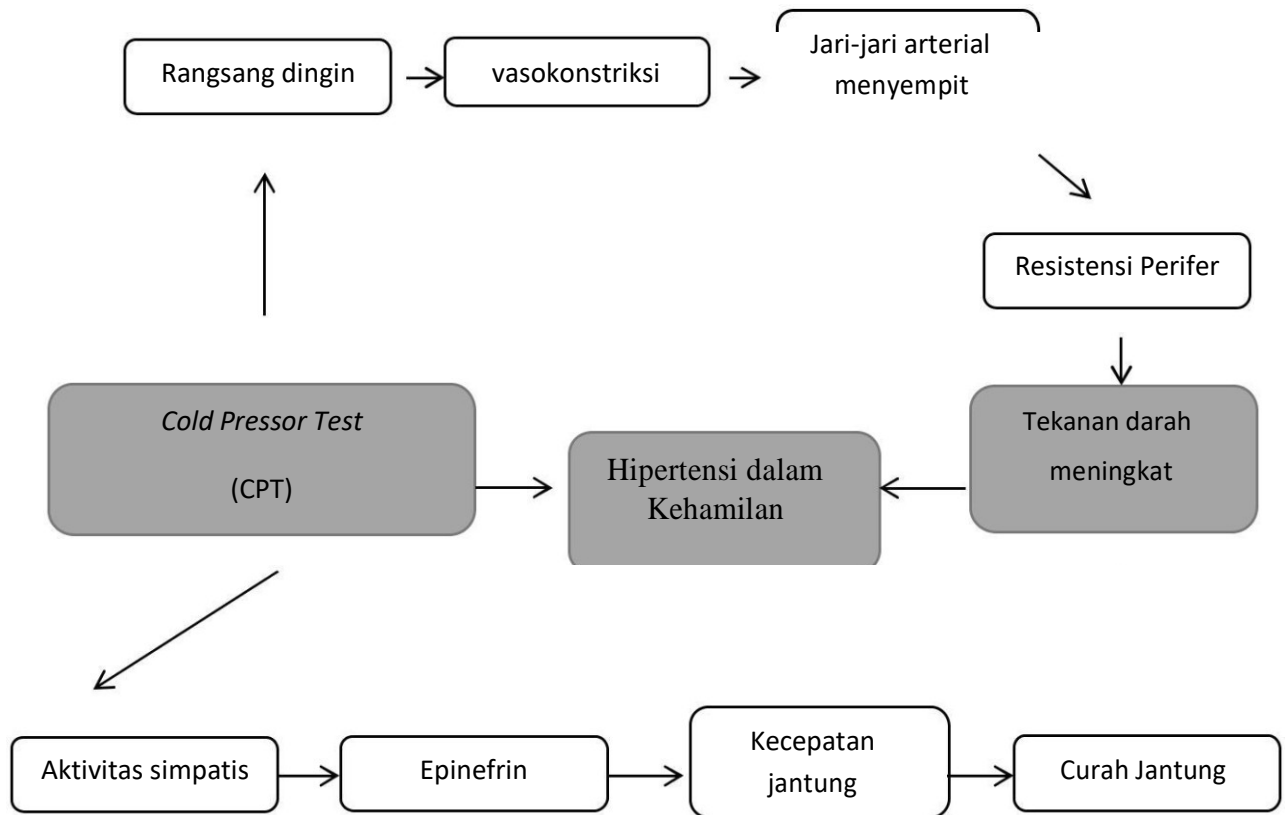 Rangsang dingin
vasokonstriksi
Jari-jari arterial
menyempit
Resistensi Perifer
Cold Pressor Test
(CPT)
Hipertensi dalam
Kehamilan
Tekanan darah
meningkat
Aktivitas simpatis
Epinefrin
Kecepatan
jantung
Curah Jantung